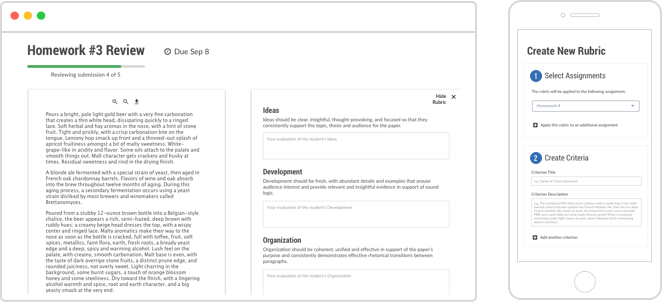 Homework #3 Review
Due Sep 8
Reviewing submission 4 of 5
Pours a bright, pale light gold beer with a very fine carbonation
that creates a thin white head, dissipating quickly to a ringed
lace. Soft herbal and hay aromas in the nose, with a hint of stone
fruit. Tight and prickly, with a crisp carbonation bite on the
tongue. Lemony hop smack up front and a thinned-out splash of
apricot fruitiness amongst a bit of malty sweetness. White-
grape-like in acidity and flavor. Some oils attach to the palate and
smooth things out. Malt character gets crackery and husky at
times. Residual sweetness and rind in the drying finish.
A blonde ale fermented with a special strain of yeast, then aged in
French oak chardonnay barrels. Flavors of wine and oak absorb
into the brew throughout twelve months of aging. During this
aging process, a secondary fermentation occurs using a yeast
strain disliked by most brewers and winemakers called
Brettanomyces.
Poured from a stubby 12-ounce brown bottle into a Belgian-style
chalice, the beer appears a rich, semi-hazed, deep brown with
ruddy hues; a creamy beige head dresses the top, with a wispy
center and ringed lace. Malty aromatics make their way to the
nose as soon as the bottle is cracked, full with toffee, fruit, soft
spices, metallics, faint flora, earth, fresh roots, a bready yeast
edge and a deep, spicy and warming alcohol. Lush feel on the
palate, with creamy, smooth carbonation. Malt base is even, with
the taste of dark overripe stone fruits, a distinct prune edge, and
rounded juiciness, not overly sweet. Light charring in the
background, some burnt sugars, a touch of orange blossom
honey and some steeliness. Dry toward the finish, with a lingering
alcohol warmth and spice, root and earth character, and a big
yeasty smack at the very end.
Hide
Rubric
Ideas
Ideas should be clear, insightful, thought-provoking, and focused so that they
consistently support the topic, thesis and audience for the paper.
Your evaluation of the student's Ideas
Development
Development should be fresh, with abundant details and examples that arouse
audience interest and provide relevant and insightful evidence in support of sound
logic.
Your evaluation of the student's Development
Organization
Organization should be coherent, unified and effective in support of the paper's
purpose and consistently demonstrates effective rhetorical transitions between
paragraphs.
Your evaluation of the student's Organization
Create New Rubric
1 Select Assignments
The rubric will be applied to the following assignment:
Homework 8
Apply this rubric to an additional assignment
2 Create Criteria
Criterion Title
e.g. Clarity of Thesis Statement
Criterion Description
Add another criterion